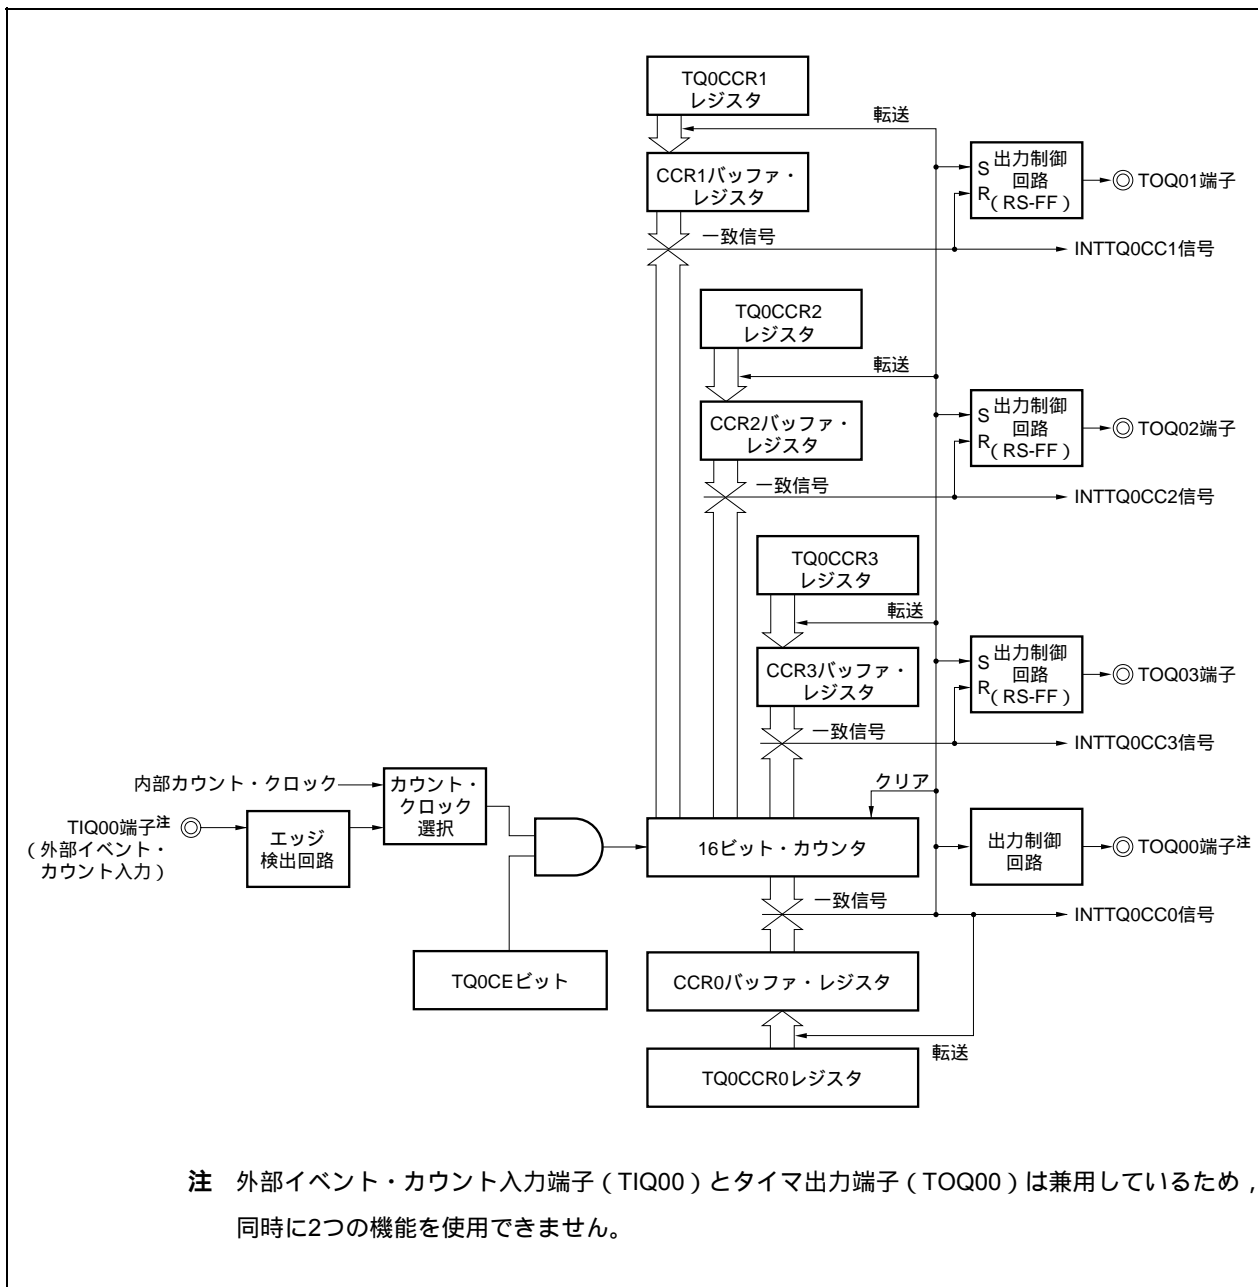 TQ0CCR1
レジスタ
転送
CCR1バッファ・
レジスタ
S 出力制御
回路
R ( RS-FF )
TOQ01端子
一致信号
INTTQ0CC1信号
TQ0CCR2
レジスタ
転送
CCR2バッファ・
レジスタ
S 出力制御
回路
R ( RS-FF )
TOQ02端子
一致信号
INTTQ0CC2信号
TQ0CCR3
レジスタ
転送
CCR3バッファ・
レジスタ
S 出力制御
回路
R ( RS-FF )
TOQ03端子
一致信号
INTTQ0CC3信号
内部カウント・クロック
カウント・
クロック
選択
クリア
TIQ00端子注
( 外部イベント・
カウント入力 )
エッジ
検出回路
16ビット・カウンタ
出力制御
回路
TOQ00端子注
一致信号
INTTQ0CC0信号
TQ0CEビット
CCR0バッファ・レジスタ
転送
TQ0CCR0レジスタ
注 外部イベント・カウント入力端子（TIQ00）とタイマ出力端子（TOQ00）は兼用しているため，
同時に2つの機能を使用できません。